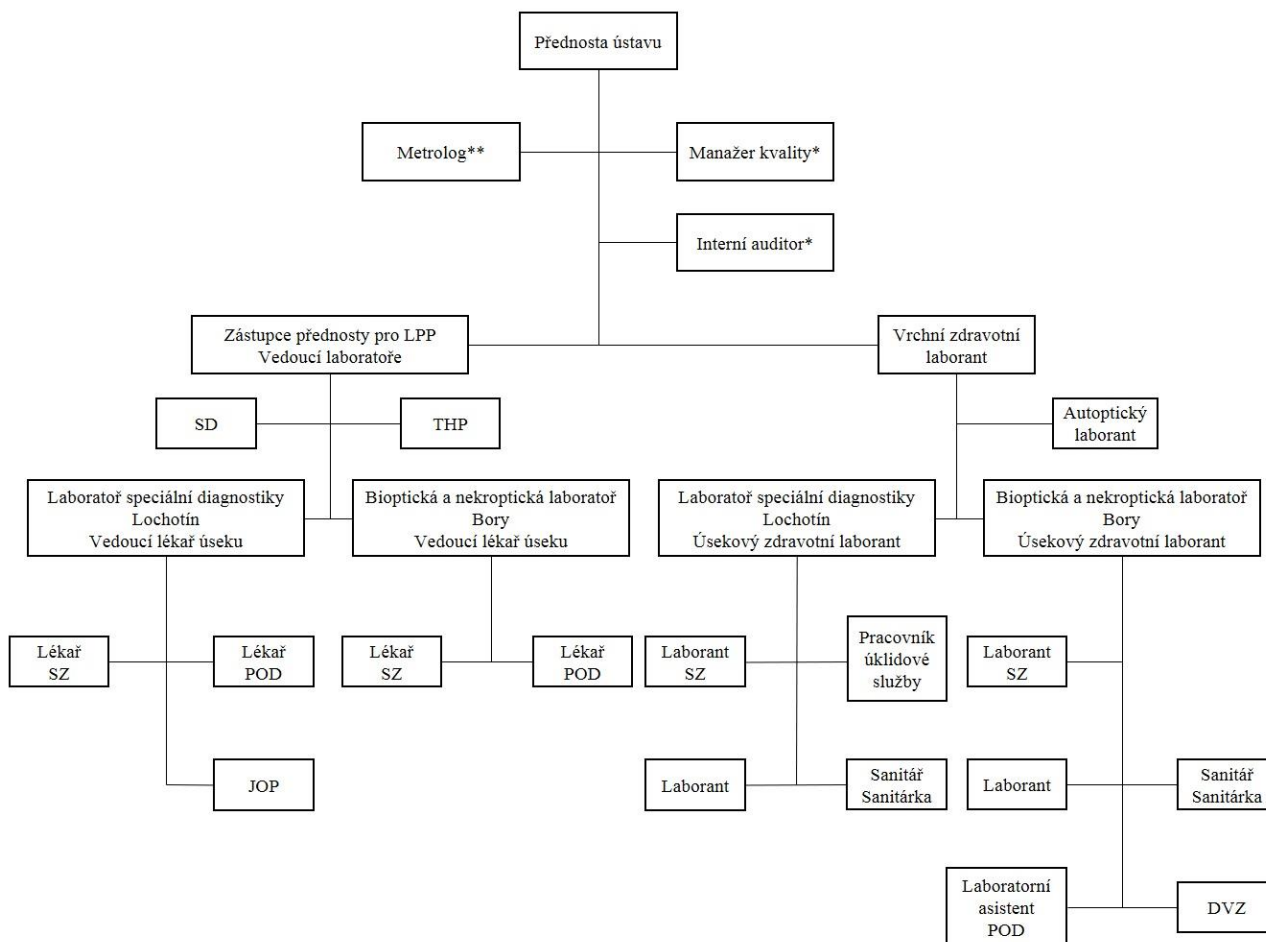 Přednosta ústavu
Metrolog**
Manažer kvality*
Interní auditor*
Zástupce přednosty pro LPP
Vedoucí laboratoře
Vrchní zdravotní
laborant
SD
THP
Autoptický
laborant
Laboratoř speciální diagnostiky
Lochotín
Vedoucí lékař úseku
Bioptická a nekroptická laboratoř
Bory
Vedoucí lékař úseku
Laboratoř speciální diagnostiky
Lochotín
Úsekový zdravotní laborant
Bioptická a nekroptická laboratoř
Bory
Úsekový zdravotní laborant
Lékař
SZ
Lékař
POD
Lékař
SZ
Lékař
POD
Laborant
SZ
Pracovník
úklidové
služby
Laborant
SZ
JOP
Laborant
Sanitář
Sanitárka
Laborant
Sanitář
Sanitárka
Laboratorní
asistent
POD
DVZ